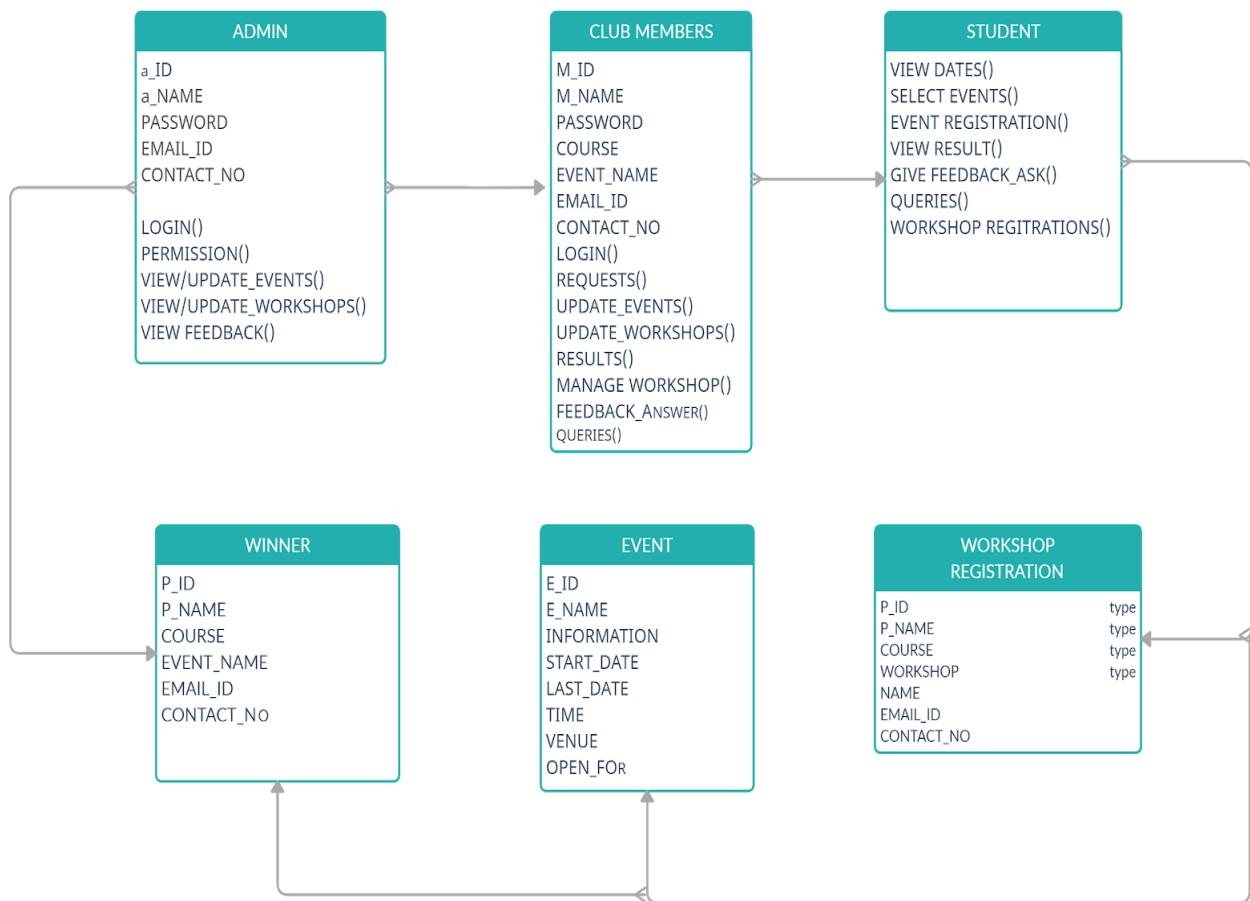 ADMIN
a_ID
a_NAME
PASSWORD
EMAIL_ID
CONTACT_NO
LOGIN()
PERMISSION()
VIEW/UPDATE_EVENTS()
VIEW/UPDATE_WORKSHOPS()
VIEW FEEDBACK()
CLUB MEMBERS
M_ID
M_NAME
PASSWORD
COURSE
EVENT_NAME
EMAIL_ID
CONTACT_NO
LOGIN()
REQUESTS()
UPDATE_EVENTS()
UPDATE_WORKSHOPS()
RESULTS()
MANAGE WORKSHOP()
FEEDBACK_ANSWER()
QUERIES()
STUDENT
VIEW DATES()
SELECT EVENTS()
EVENT REGISTRATION()
VIEW RESULT()
GIVE FEEDBACK_ASK()
QUERIES()
WORKSHOP REGITRATIONS()
WINNER
P_ID
P_NAME
COURSE
EVENT_NAME
EMAIL_ID
CONTACT_NO
EVENT
E_ID
E_NAME
INFORMATION
START_DATE
LAST_DATE
TIME
VENUE
OPEN_FOR
WORKSHOP
REGISTRATION
P_ID type
P_NAME type
COURSE type
WORKSHOP type
NAME
EMAIL_ID
CONTACT_NO